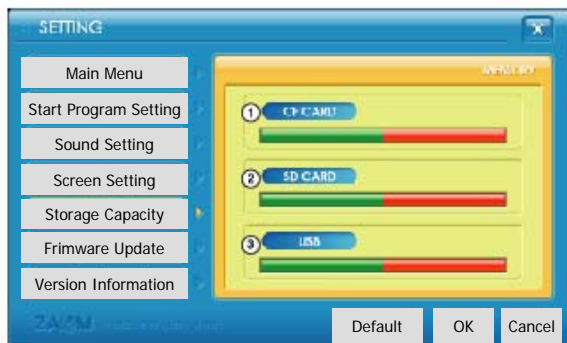 SETTING
X
Main Menu
Start Program Setting
Sound Setting
Screen Setting
Storage Capacity
Frimware Update
Version Information
MEMORY
1 CF CARD
2 SD CARD
3 USB
Default OK Cancel